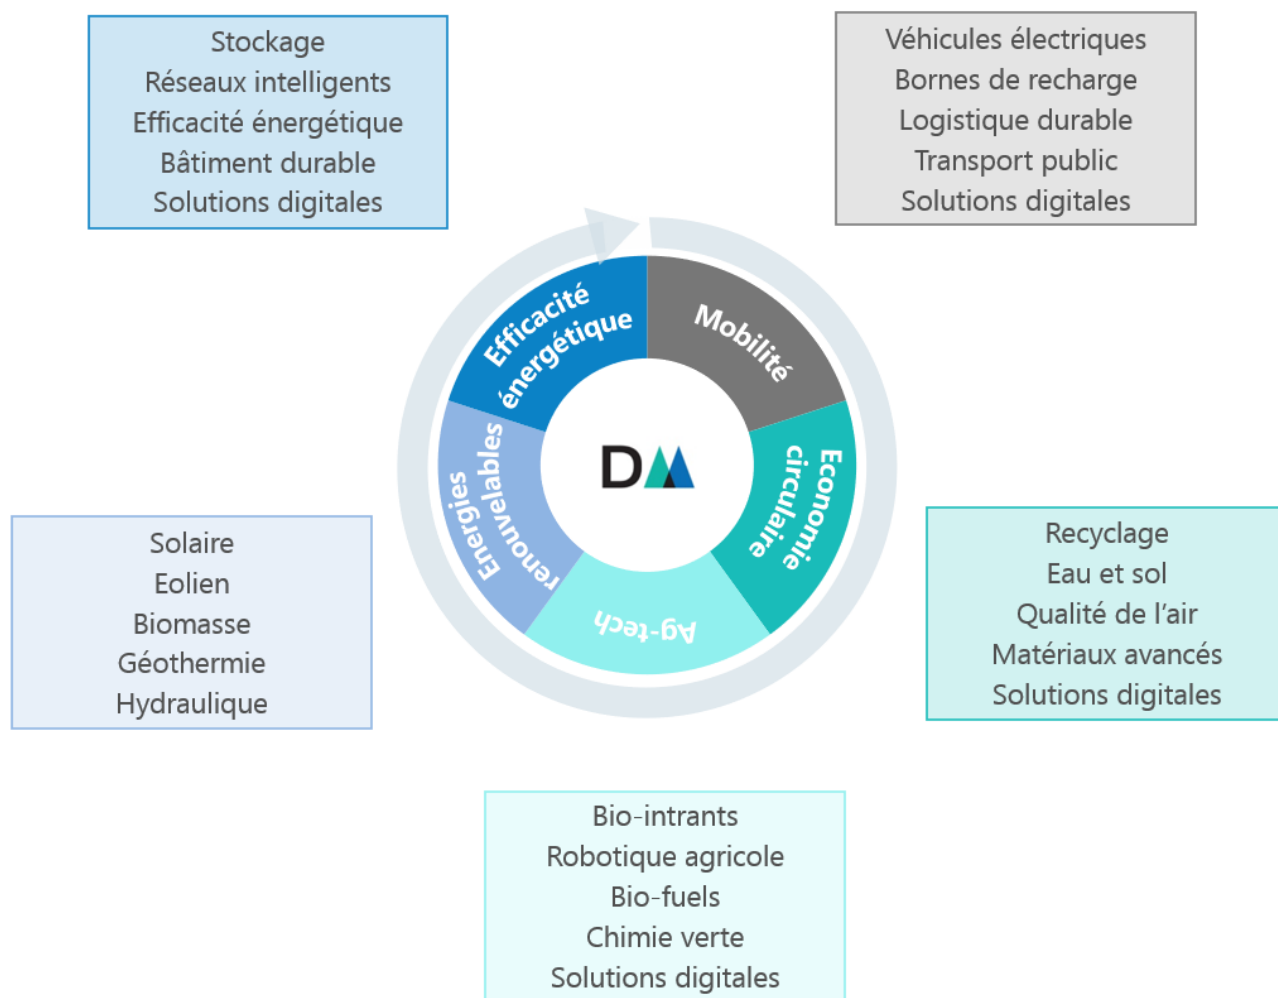 Stockage
Réseaux intelligents
Efficacité énergétique
Bâtiment durable
Solutions digitales
Véhicules électriques
Bornes de recharge
Logistique durable
Transport public
Solutions digitales
Efficacité
énergétique
Mobilité
Economie
circulaire
Ag-tech
Energies
renouvelables
D
Solaire
Eolien
Biomasse
Géothermie
Hydraulique
Recyclage
Eau et sol
Qualité de l’air
Matériaux avancés
Solutions digitales
Bio-intrants
Robotique agricole
Bio-fuels
Chimie verte
Solutions digitales